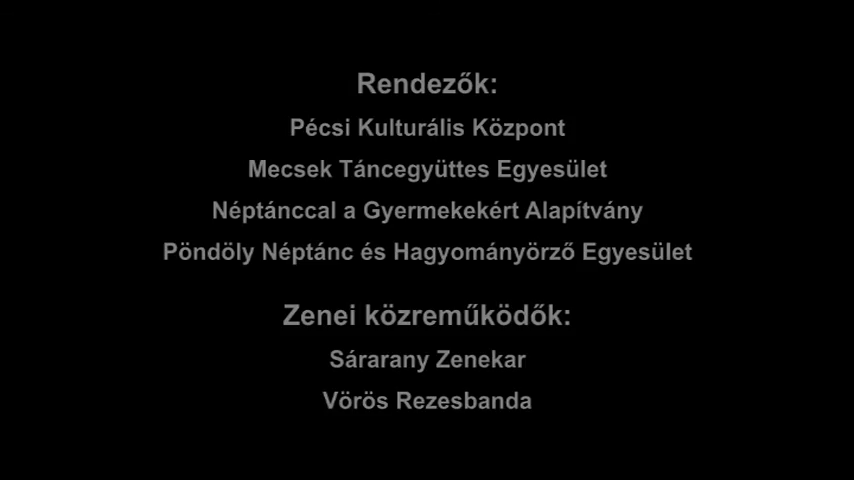 Rendezők:
Pécsi Kulturális Központ
Mecsek Táncegyüttes Egyesület
Néptánccal a Gyermekekért Alapítvány
Pöndöly Néptánc és Hagyományörző Egyesület
Zenei közreműködők:
Sárarany Zenekar
Vörös Rezesbanda